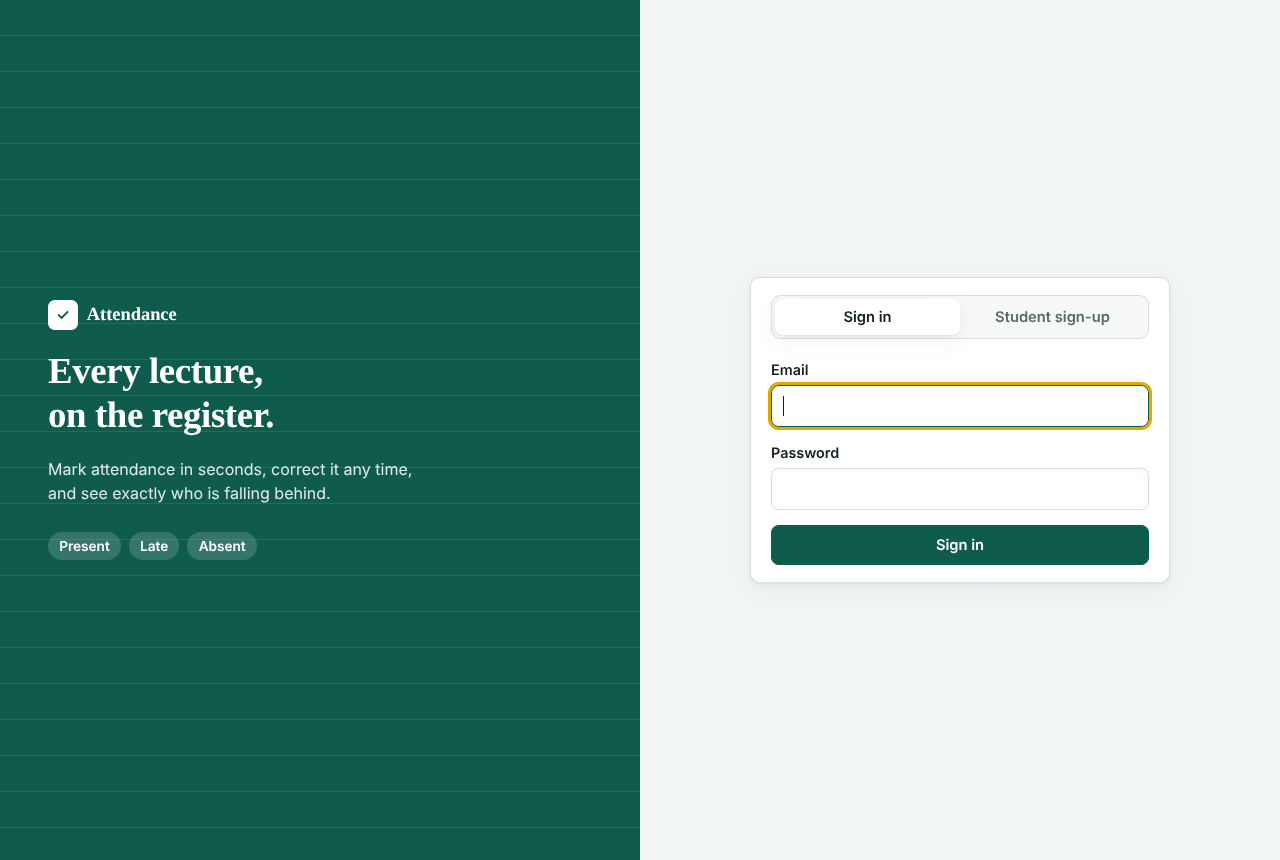 Attendance
Every lecture,
on the register.
Mark attendance in seconds, correct it any time,
and see exactly who is falling behind.
Present Late Absent
Sign in Student sign-up
Email
Password
Sign in